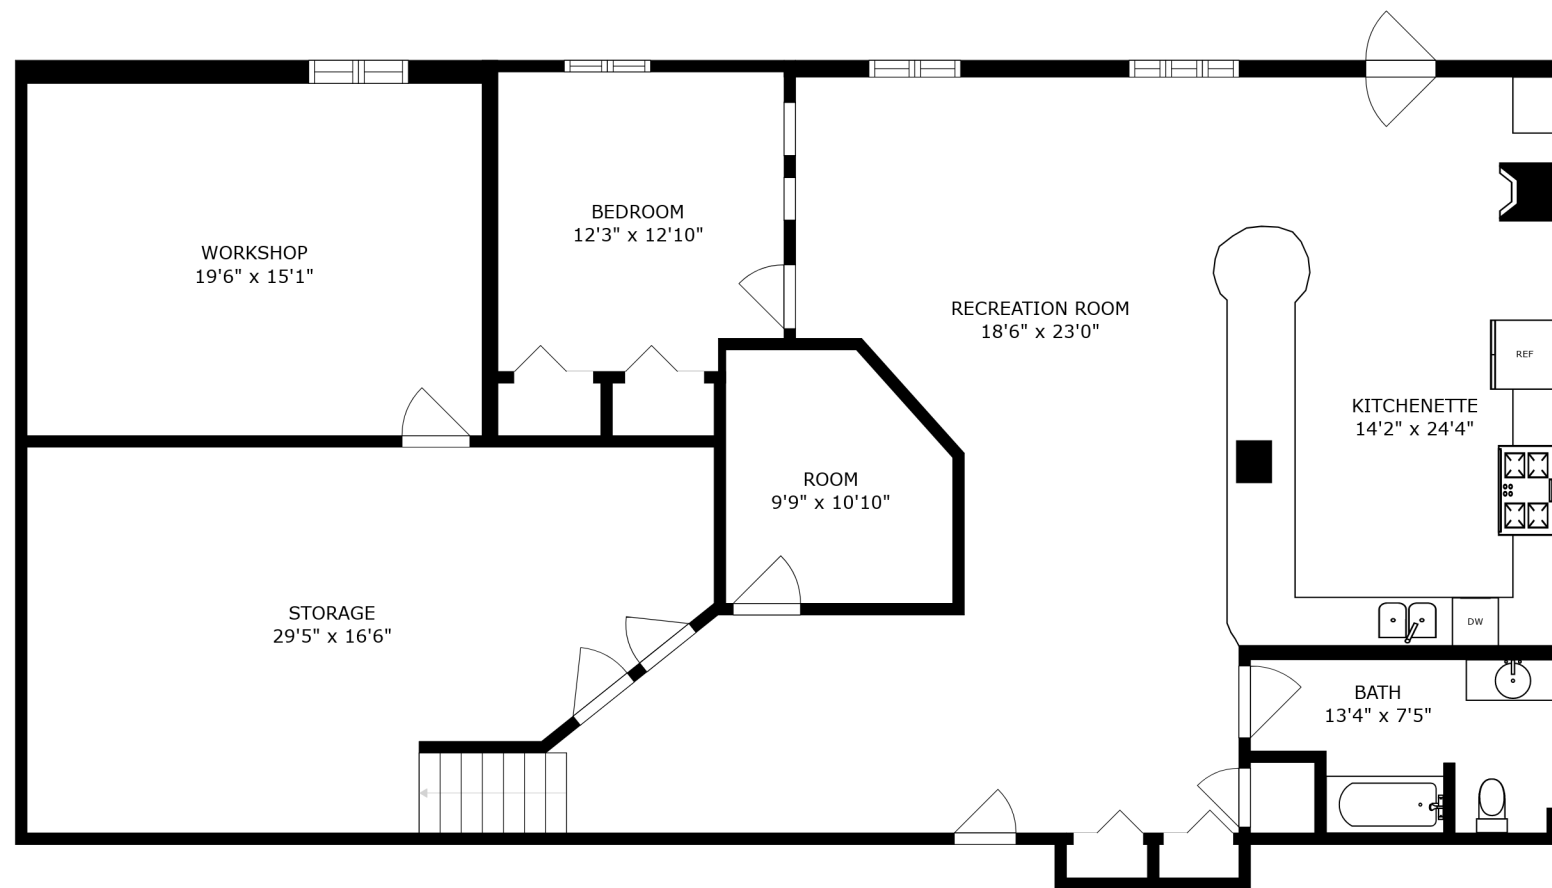 WORKSHOP
19'6" x 15'1"
BEDROOM
12'3" x 12'10"
RECREATION ROOM
18'6" x 23'0"
REF
KITCHENETTE
14'2" x 24'4"
ROOM
9'9" x 10'10"
STORAGE
29'5" x 16'6"
DW
BATH
13'4" x 7'5"